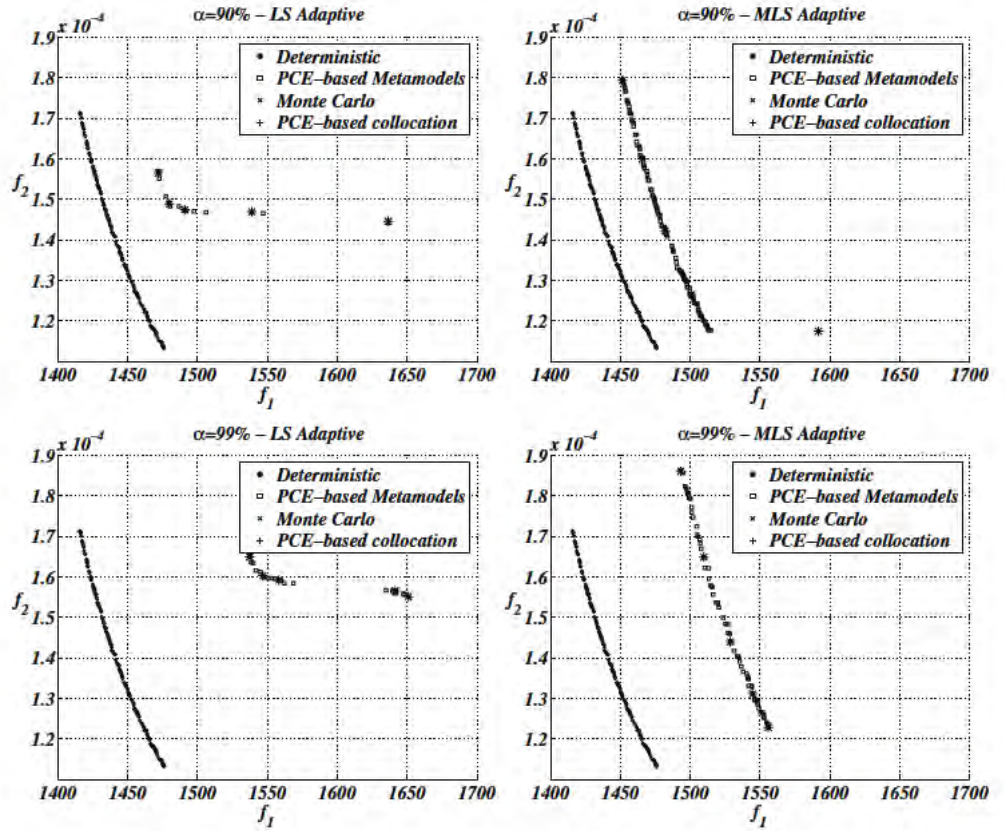 α=90% – LS Adaptive
x 10⁻⁴
1.9
1.8
1.7
1.6
1.5
1.4
1.3
1.2
f₂
Deterministic
PCE–based Metamodels
Monte Carlo
PCE–based collocation
1400 1450 1500 1550 1600 1650 1700
f₁
α=90% – MLS Adaptive
x 10⁻⁴
1.9
1.8
1.7
1.6
1.5
1.4
1.3
1.2
f₂
Deterministic
PCE–based Metamodels
Monte Carlo
PCE–based collocation
1400 1450 1500 1550 1600 1650 1700
f₁
α=99% – LS Adaptive
x 10⁻⁴
1.9
1.8
1.7
1.6
1.5
1.4
1.3
1.2
f₂
Deterministic
PCE–based Metamodels
Monte Carlo
PCE–based collocation
1400 1450 1500 1550 1600 1650 1700
f₁
α=99% – MLS Adaptive
x 10⁻⁴
1.9
1.8
1.7
1.6
1.5
1.4
1.3
1.2
f₂
Deterministic
PCE–based Metamodels
Monte Carlo
PCE–based collocation
1400 1450 1500 1550 1600 1650 1700
f₁